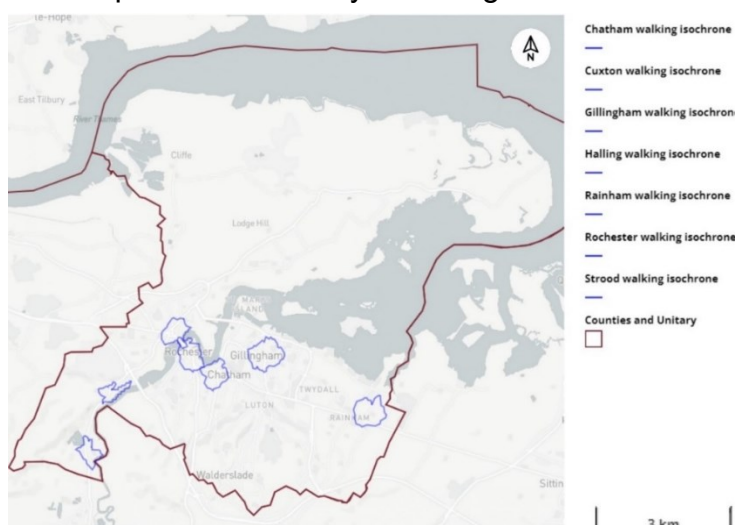 N
East Tilbury
River Thames
Cliffe
Lodge Hill
Rochester
Gillingham
Chatham
TWYDALL
LUTON
RAINHAM
Walderslade
Chatham walking isochrone
Cuxton walking isochrone
Gillingham walking isochrone
Halling walking isochrone
Rainham walking isochrone
Rochester walking isochrone
Strood walking isochrone
Counties and Unitary
3 km